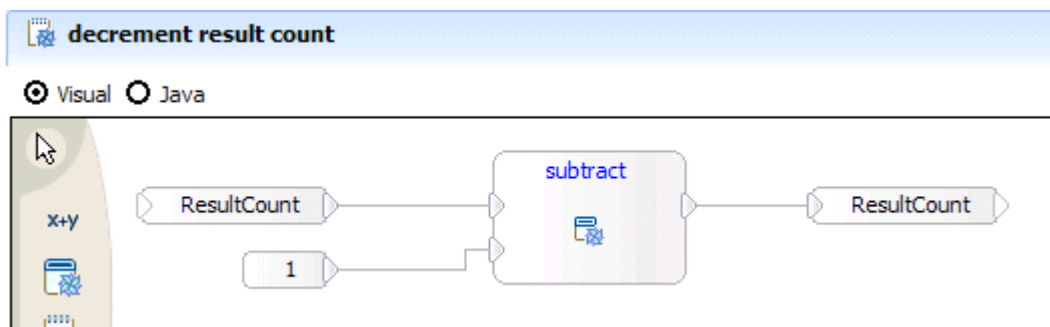 decrement result count
Visual Java
subtract
x+y ResultCount ResultCount
1